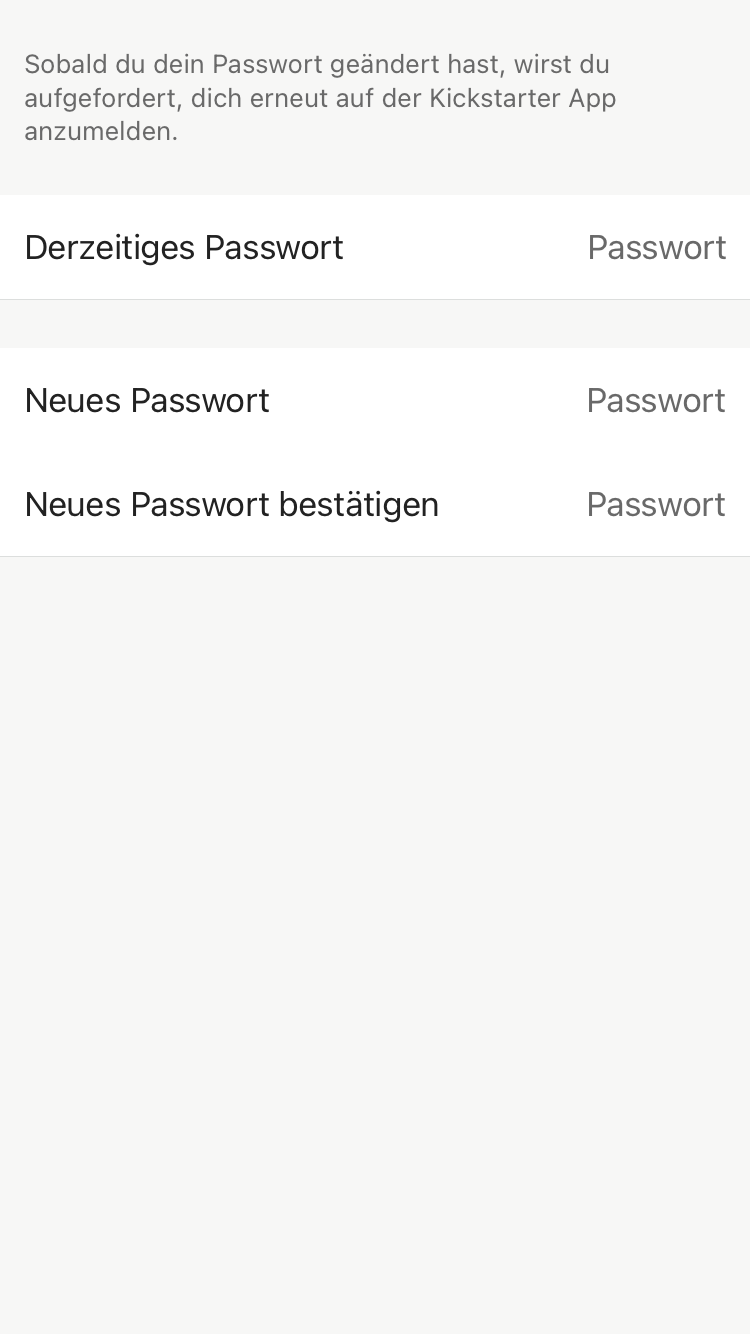 Sobald du dein Passwort geändert hast, wirst du
aufgefordert, dich erneut auf der Kickstarter App
anzumelden.
Derzeitiges Passwort Passwort
Neues Passwort Passwort
Neues Passwort bestätigen Passwort